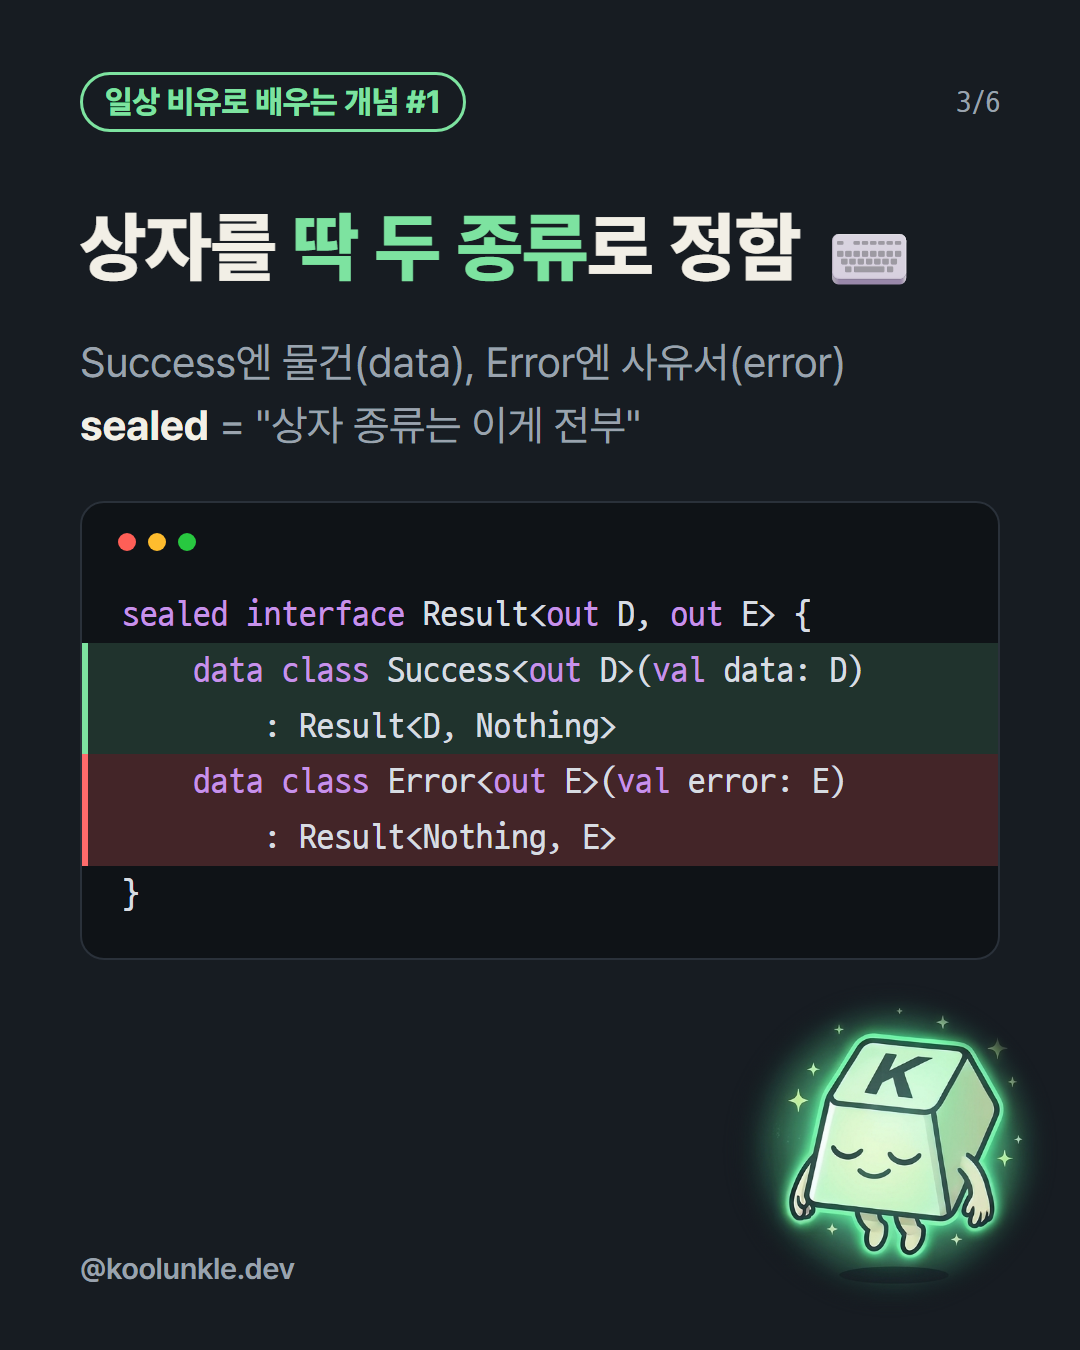 일상 비유로 배우는 개념 #1
3/6
상자를 딱 두 종류로 정함 ⌨️
Success엔 물건(data), Error엔 사유서(error)
sealed = "상자 종류는 이게 전부"
sealed interface Result<out D, out E> {
    data class Success<out D>(val data: D)
        : Result<D, Nothing>
    data class Error<out E>(val error: E)
        : Result<Nothing, E>
}
K
@koolunkle.dev